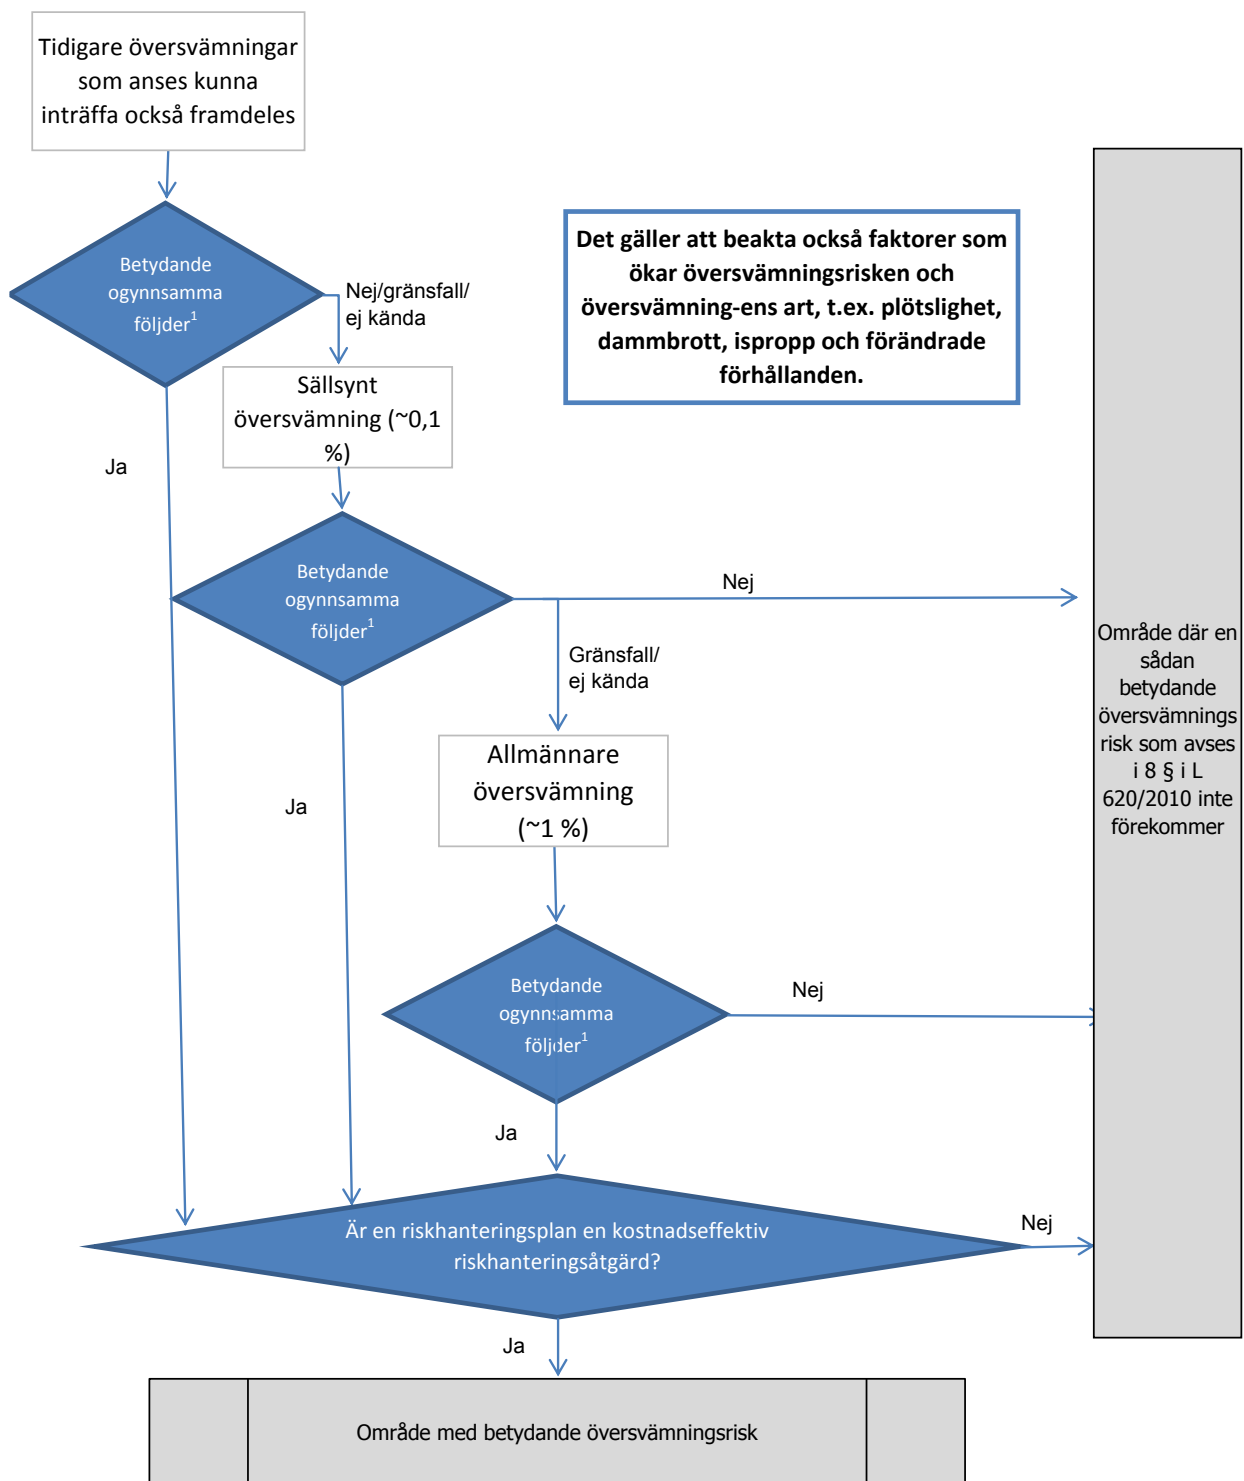 Tidigare översvämningar
som anses kunna
inträffa också framdeles
Betydande
ogynnsamma
följder1
Nej/gränsfall/
ej kända
Det gäller att beakta också faktorer som
ökar översvämningsrisken och
översvämning-ens art, t.ex. plötslighet,
dammbrott, ispropp och förändrade
förhållanden.
Sällsynt
översvämning (~0,1
%)
Ja
Betydande
ogynnsamma
följder1
Nej
Gränsfall/
ej kända
Område där en
sådan
betydande
översvämnings
risk som avses
i 8 § i L
620/2010 inte
förekommer
Allmännare
översvämning
(~1 %)
Ja
Betydande
ogynnsamma
följder1
Nej
Ja
Är en riskhanteringsplan en kostnadseffektiv
riskhanteringsåtgärd?
Nej
Ja
Område med betydande översvämningsrisk